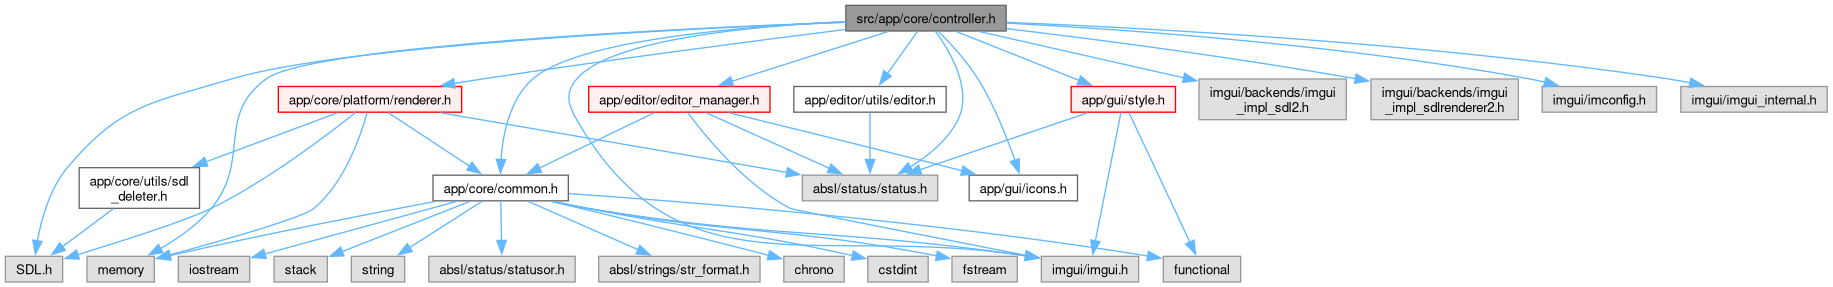 src/app/core/controller.h
app/core/platform/renderer.h
app/editor/editor_manager.h
app/editor/utils/editor.h
app/gui/style.h
imgui/backends/imgui
_impl_sdl2.h
imgui/backends/imgui
_impl_sdlrenderer2.h
imgui/imconfig.h
imgui/imgui_internal.h
app/core/utils/sdl
_deleter.h
app/core/common.h
absl/status/status.h
app/gui/icons.h
SDL.h
memory
iostream
stack
string
absl/status/statusor.h
absl/strings/str_format.h
chrono
cstdint
fstream
imgui/imgui.h
functional